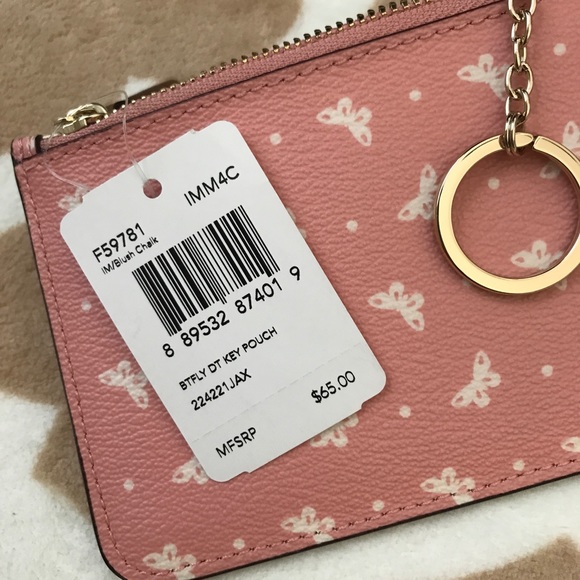 IMM4C
F59781
IM/Blush Chalk
8 89532 87401 9
BTFLY DT KEY POUCH
224221JAX
$65.00
MFSRP